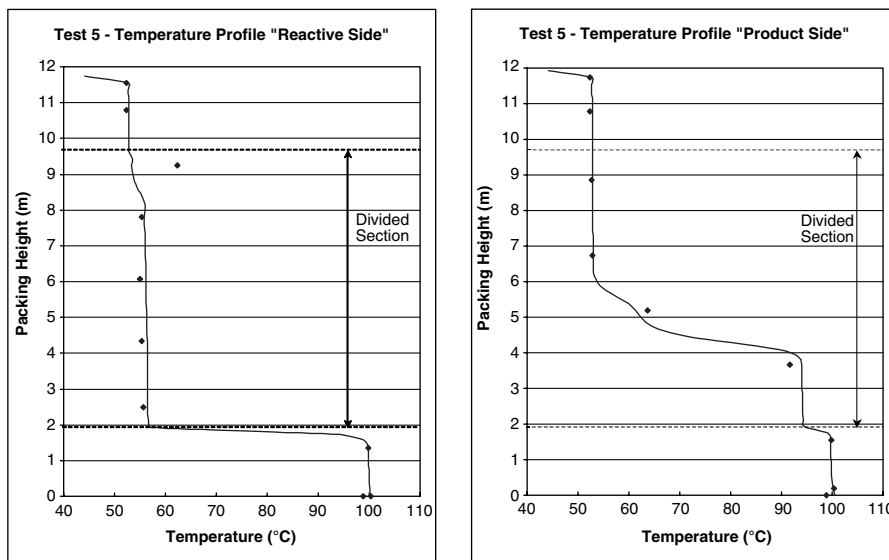 Test 5 - Temperature Profile "Reactive Side"
12
11
10
9
8
7
6
5
4
3
2
1
0
Packing Height (m)
Divided
Section
40 50 60 70 80 90 100 110
Temperature (°C)
Test 5 - Temperature Profile "Product Side"
12
11
10
9
8
7
6
5
4
3
2
1
0
Packing Height (m)
Divided
Section
40 50 60 70 80 90 100 110
Temperature (°C)